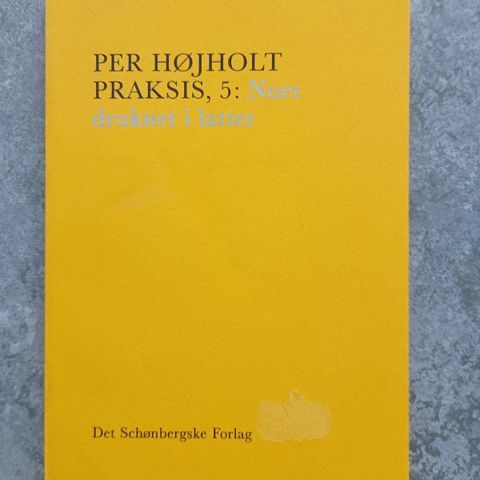 PER HØJHOLT
PRAKSIS, 5: Nuet
druknet i latter
Det Schønbergske Forlag